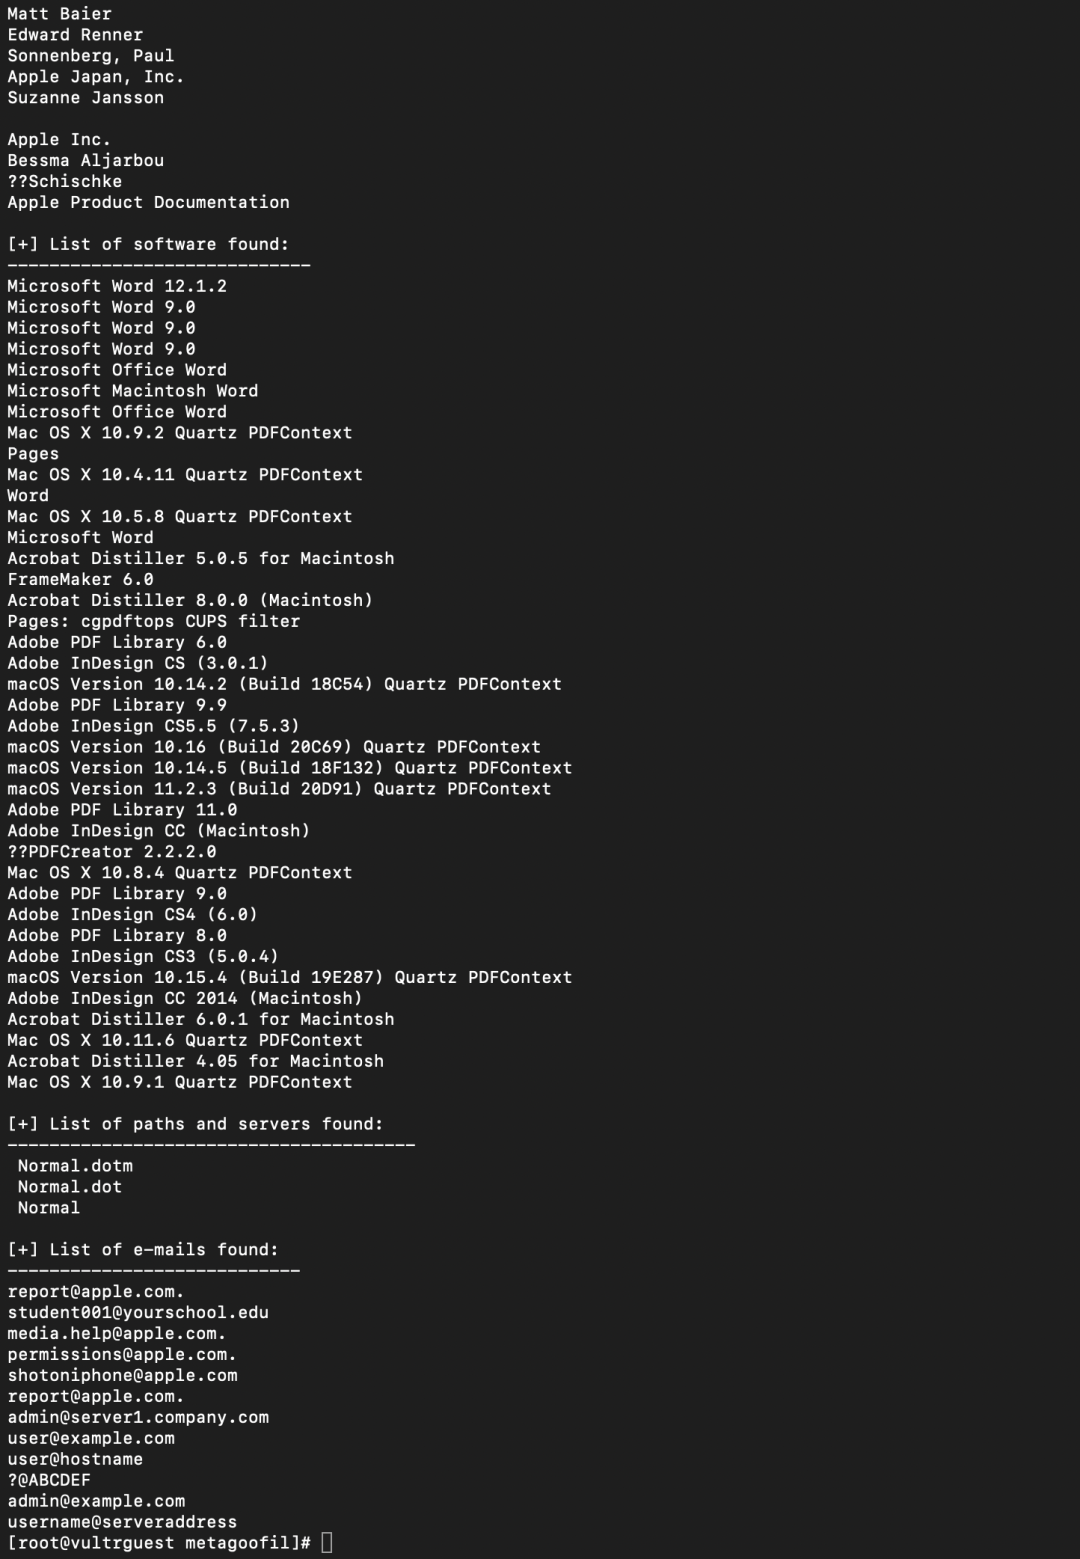 Matt Baier
Edward Renner
Sonnenberg, Paul
Apple Japan, Inc.
Suzanne Jansson
Apple Inc.
Bessma Aljarbou
??Schischke
Apple Product Documentation
[+] List of software found:
-----------------------------
Microsoft Word 12.1.2
Microsoft Word 9.0
Microsoft Word 9.0
Microsoft Word 9.0
Microsoft Office Word
Microsoft Macintosh Word
Microsoft Office Word
Mac OS X 10.9.2 Quartz PDFContext
Pages
Mac OS X 10.4.11 Quartz PDFContext
Word
Mac OS X 10.5.8 Quartz PDFContext
Microsoft Word
Acrobat Distiller 5.0.5 for Macintosh
FrameMaker 6.0
Acrobat Distiller 8.0.0 (Macintosh)
Pages: cgpdftops CUPS filter
Adobe PDF Library 6.0
Adobe InDesign CS (3.0.1)
macOS Version 10.14.2 (Build 18C54) Quartz PDFContext
Adobe PDF Library 9.9
Adobe InDesign CS5.5 (7.5.3)
macOS Version 10.16 (Build 20C69) Quartz PDFContext
macOS Version 10.14.5 (Build 18F132) Quartz PDFContext
macOS Version 11.2.3 (Build 20D91) Quartz PDFContext
Adobe PDF Library 11.0
Adobe InDesign CC (Macintosh)
??PDFCreator 2.2.2.0
Mac OS X 10.8.4 Quartz PDFContext
Adobe PDF Library 9.0
Adobe InDesign CS4 (6.0)
Adobe PDF Library 8.0
Adobe InDesign CS3 (5.0.4)
macOS Version 10.15.4 (Build 19E287) Quartz PDFContext
Adobe InDesign CC 2014 (Macintosh)
Acrobat Distiller 6.0.1 for Macintosh
Mac OS X 10.11.6 Quartz PDFContext
Acrobat Distiller 4.05 for Macintosh
Mac OS X 10.9.1 Quartz PDFContext
[+] List of paths and servers found:
---------------------------------------
Normal.dotm
Normal.dot
Normal
[+] List of e-mails found:
----------------------------
report@apple.com.
student001@yourschool.edu
media.help@apple.com.
permissions@apple.com.
shotoniphone@apple.com
report@apple.com.
admin@server1.company.com
user@example.com
user@hostname
?@ABCDEF
admin@example.com
username@serveraddress
[root@vultrguest metagoofil]#